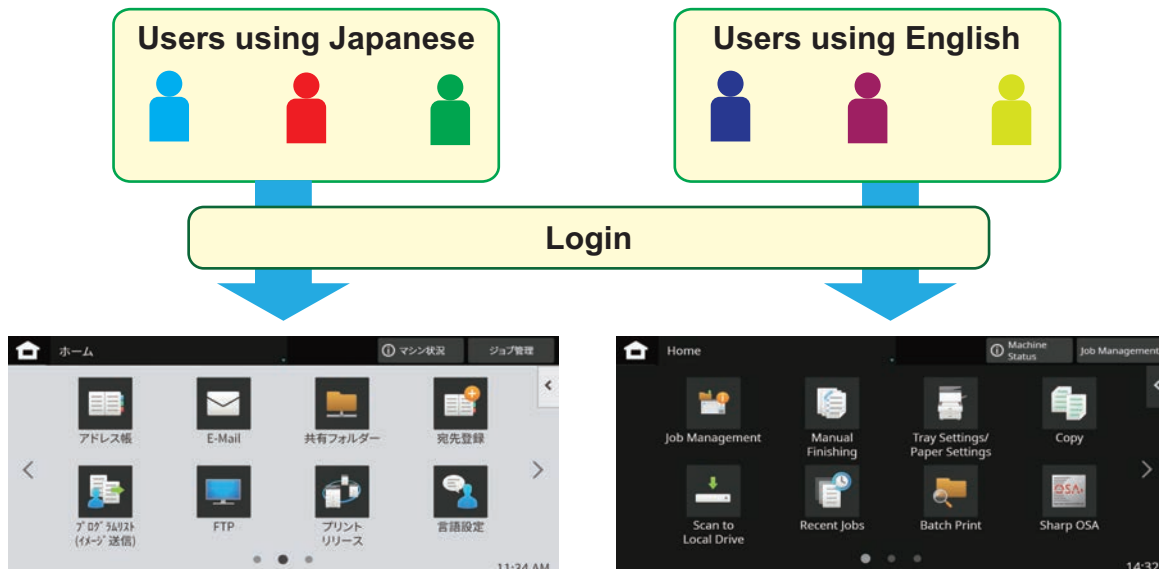 Users using Japanese
Users using English
Login
ホーム
マシン状況
ジョブ管理
アドレス帳
E-Mail
共有フォルダー
宛先登録
プログラムリスト
(イメージ送信)
FTP
プリント
リリース
言語設定
11:34 AM
Home
Machine
Status
Job Management
Job Management
Manual
Finishing
Tray Settings/
Paper Settings
Copy
Scan to
Local Drive
Recent Jobs
Batch Print
OSA
Sharp OSA
14:32